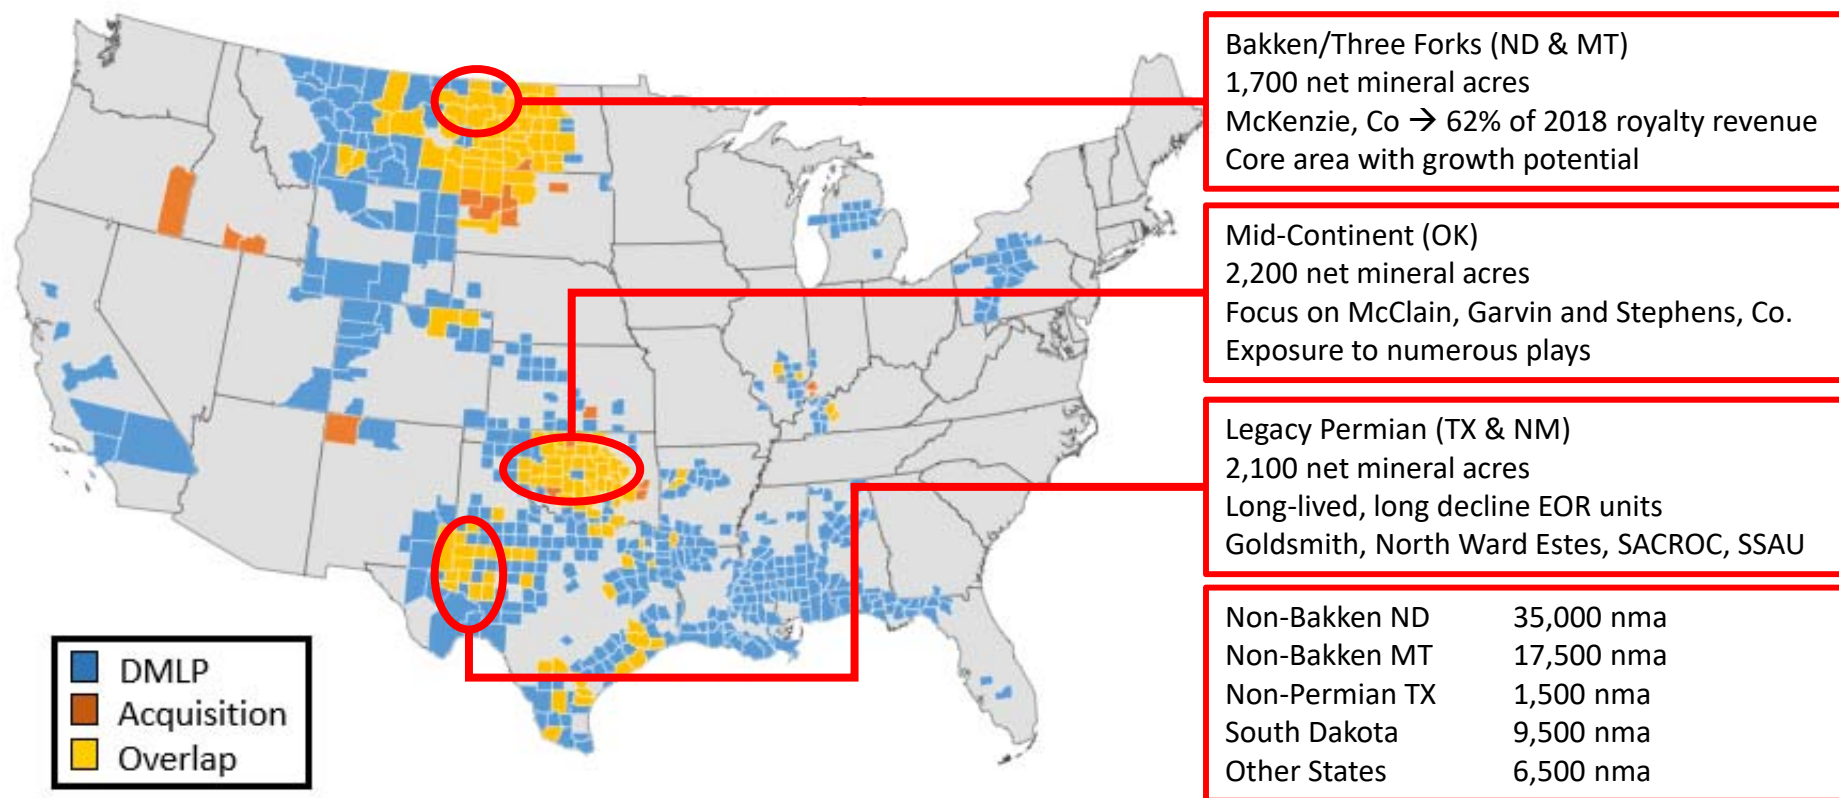 Bakken/Three Forks (ND & MT)
1,700 net mineral acres
McKenzie, Co → 62% of 2018 royalty revenue
Core area with growth potential
Mid-Continent (OK)
2,200 net mineral acres
Focus on McClain, Garvin and Stephens, Co.
Exposure to numerous plays
Legacy Permian (TX & NM)
2,100 net mineral acres
Long-lived, long decline EOR units
Goldsmith, North Ward Estes, SACROC, SSAU
Non-Bakken ND 35,000 nma
Non-Bakken MT 17,500 nma
Non-Permian TX 1,500 nma
South Dakota 9,500 nma
Other States 6,500 nma
DMLP
Acquisition
Overlap